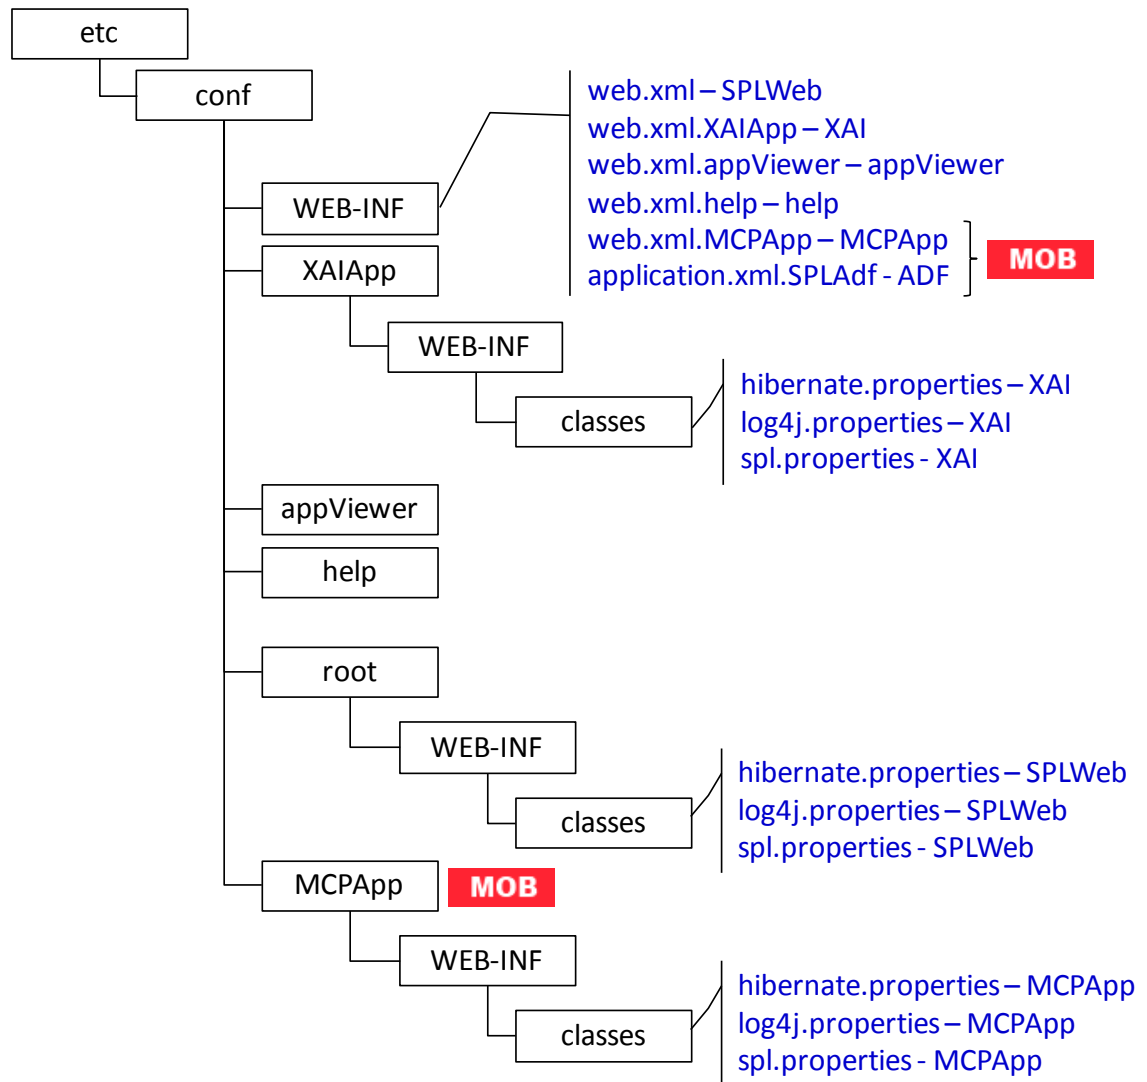 etc
conf
WEB-INF
web.xml – SPLWeb
web.xml.XAIApp – XAI
web.xml.appViewer – appViewer
web.xml.help – help
web.xml.MCPApp – MCPApp
application.xml.SPLAdf - ADF
MOB
XAIApp
WEB-INF
classes
hibernate.properties – XAI
log4j.properties – XAI
spl.properties - XAI
appViewer
help
root
WEB-INF
classes
hibernate.properties – SPLWeb
log4j.properties – SPLWeb
spl.properties - SPLWeb
MCPApp
MOB
WEB-INF
classes
hibernate.properties – MCPApp
log4j.properties – MCPApp
spl.properties - MCPApp